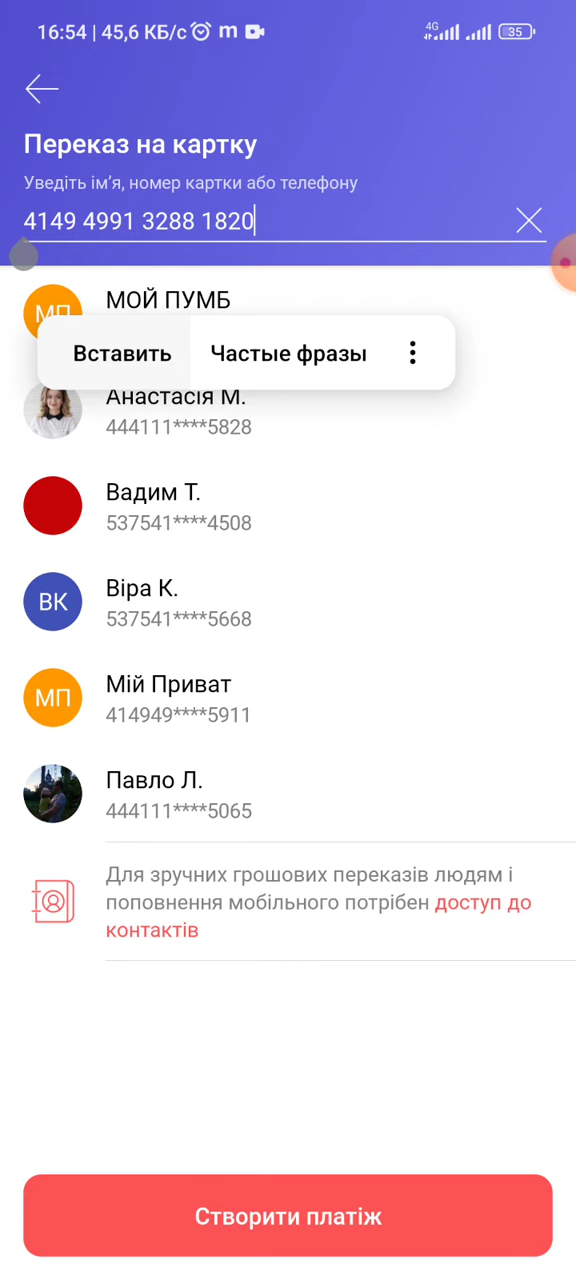 16:54 | 45,6 КБ/с m 4G 35
Переказ на картку
Уведіть ім’я, номер картки або телефону
4149 4991 3288 1820
МП МОЙ ПУМБ
Вставить Частые фразы
Анастасія М.
444111****5828
Вадим Т.
537541****4508
ВК Віра К.
537541****5668
МП Мій Приват
414949****5911
Павло Л.
444111****5065
Для зручних грошових переказів людям і
поповнення мобільного потрібен доступ до
контактів
Створити платіж